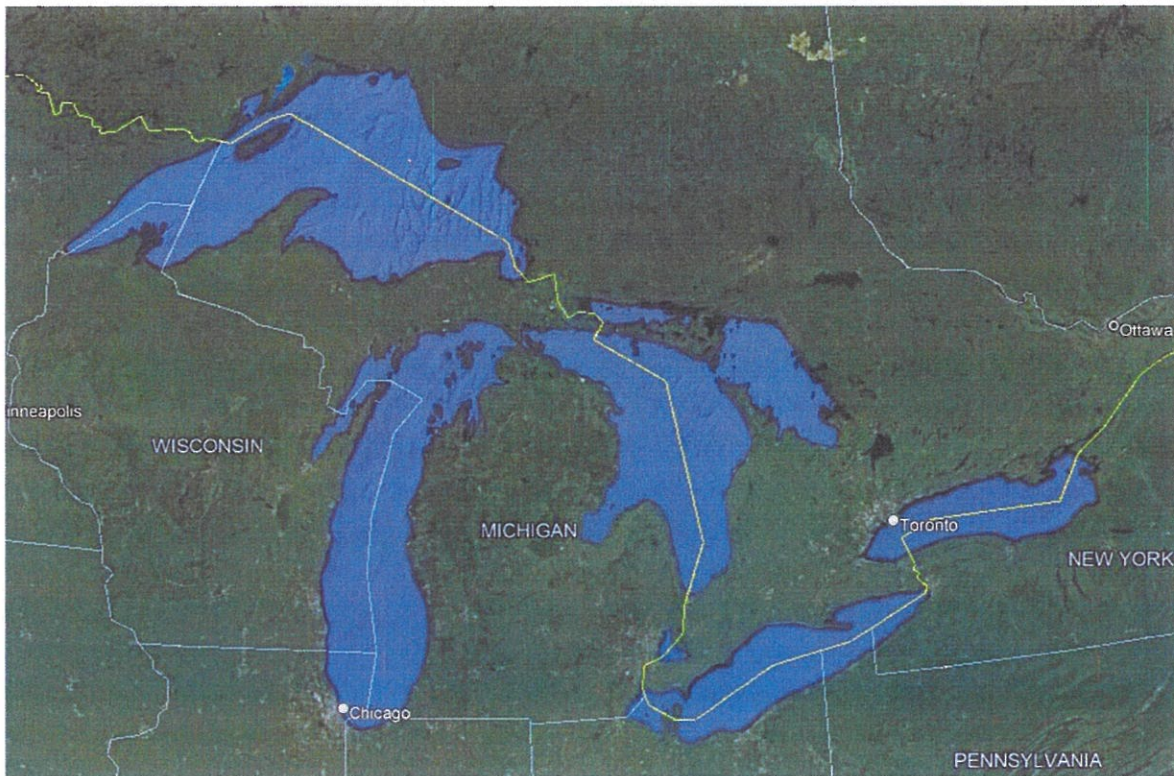 Ottawa
inneapolis
WISCONSIN
MICHIGAN
Toronto
NEW YORK
Chicago
PENNSYLVANIA